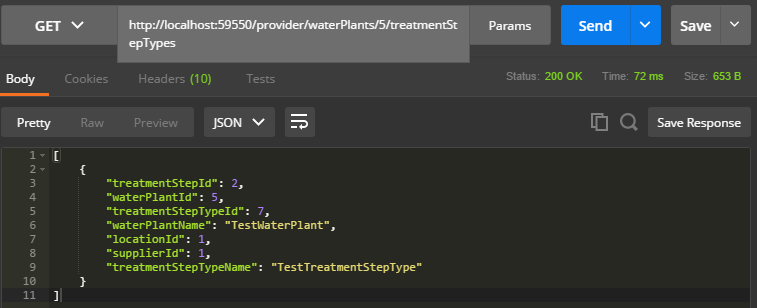 GET
http://localhost:59550/provider/waterPlants/5/treatmentSt
epTypes
Params
Send
Save
Body
Cookies
Headers (10)
Tests
Status: 200 OK
Time: 72 ms
Size: 653 B
Pretty
Raw
Preview
JSON
Save Response
1 [
2 {
3 "treatmentStepId": 2,
4 "waterPlantId": 5,
5 "treatmentStepTypeId": 7,
6 "waterPlantName": "TestWaterPlant",
7 "locationId": 1,
8 "supplierId": 1,
9 "treatmentStepTypeName": "TestTreatmentStepType"
10 }
11 ]